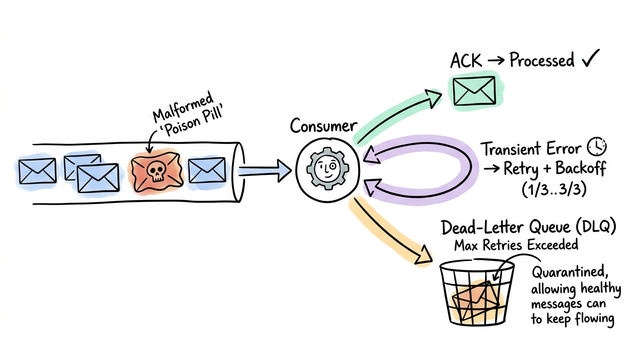 Malformed
'Poison Pill'
Consumer
ACK → Processed ✓
Transient Error
→ Retry + Backoff
(1/3..3/3)
Dead-Letter Queue (DLQ)
Max Retries Exceeded
Quarantined,
allowing healthy
messages can
to keep flowing